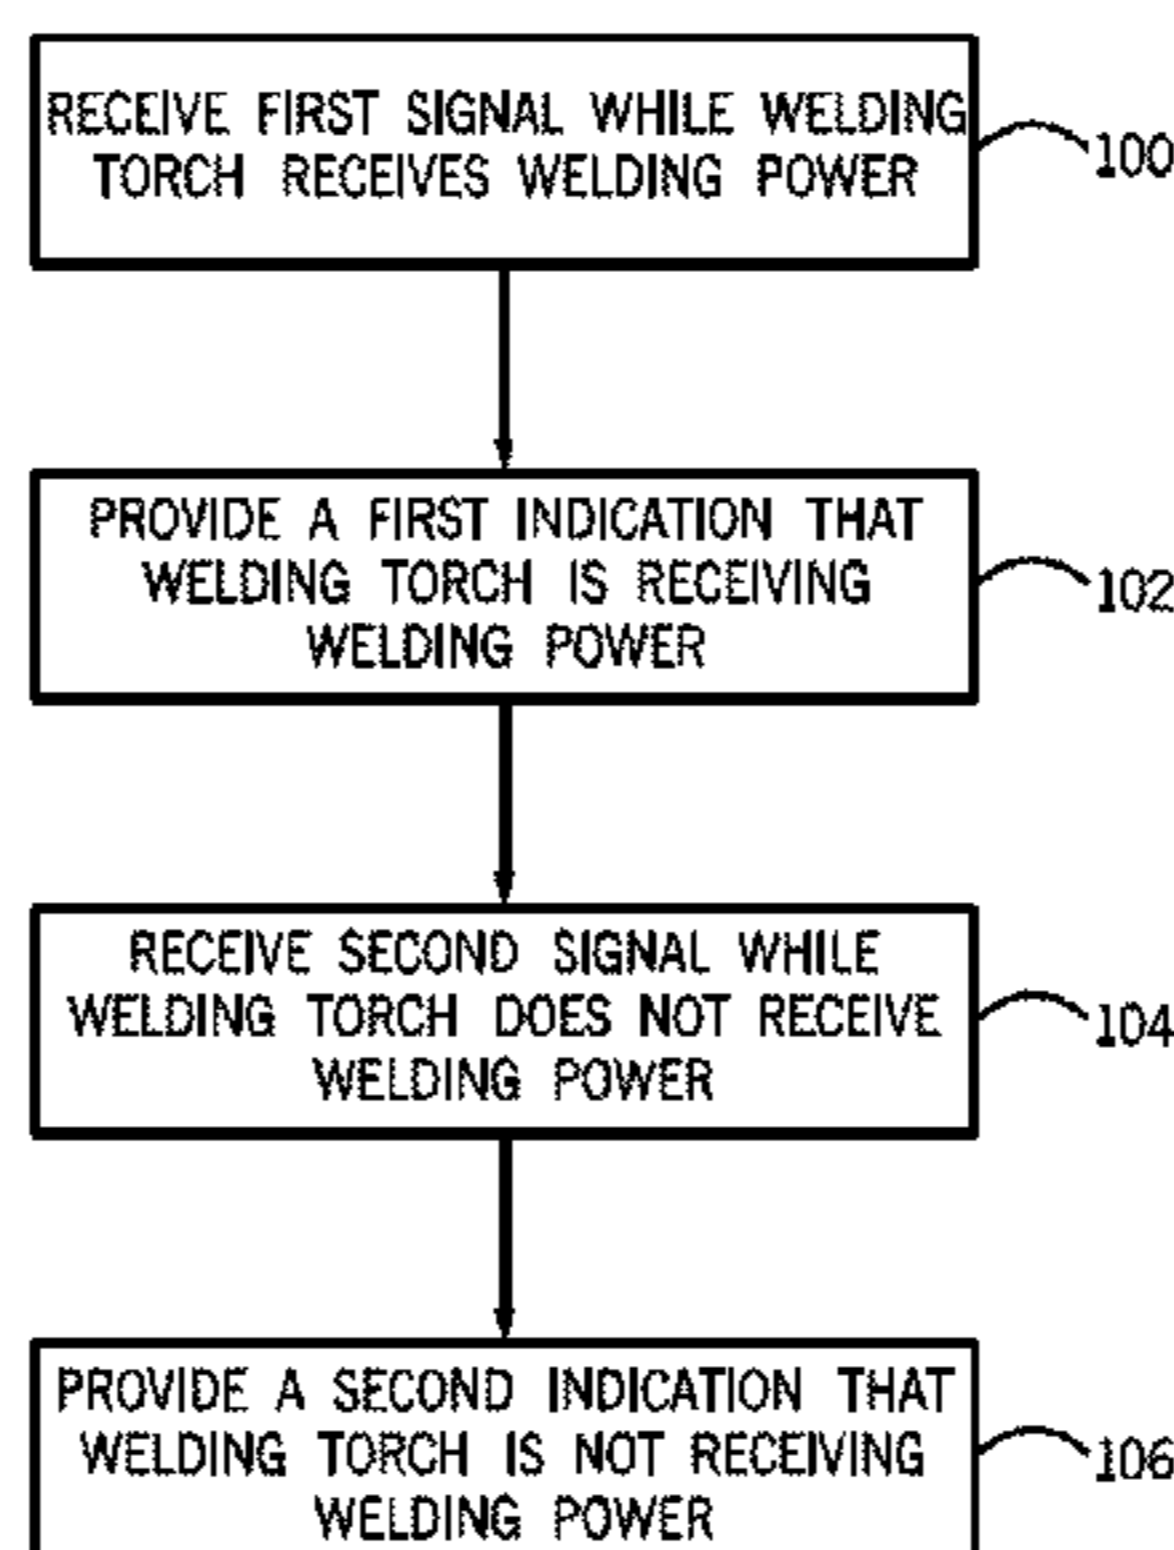 RECEIVE FIRST SIGNAL WHILE WELDING
TORCH RECEIVES WELDING POWER
100
PROVIDE A FIRST INDICATION THAT
WELDING TORCH IS RECEIVING
WELDING POWER
102
RECEIVE SECOND SIGNAL WHILE
WELDING TORCH DOES NOT RECEIVE
WELDING POWER
104
PROVIDE A SECOND INDICATION THAT
WELDING TORCH IS NOT RECEIVING
WELDING POWER
106